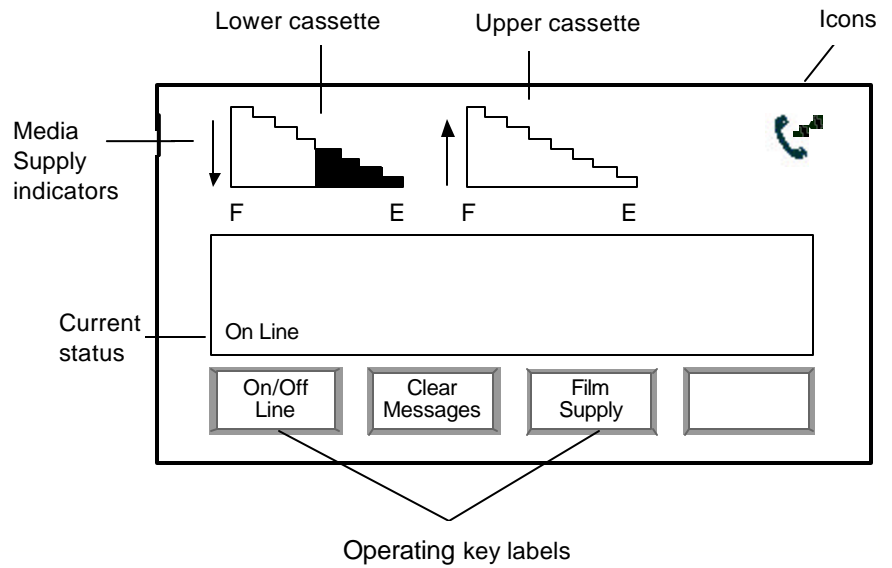 Lower cassette
Upper cassette
Icons
Media
Supply
indicators
F
E
F
E
Current
status
On Line
On/Off
Line
Clear
Messages
Film
Supply
Operating key labels